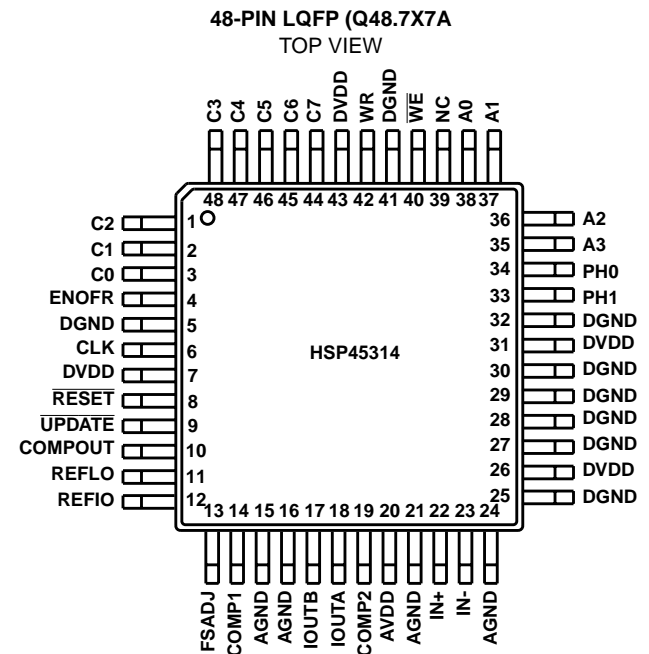 48-PIN LQFP (Q48.7X7A
TOP VIEW
C3
C4
C5
C6
C7
DVDD
WR
DGND
WE
NC
A0
A1
48 47 46 45 44 43 42 41 40 39 38 37
C2 1
C1 2
C0 3
ENOFR 4
DGND 5
CLK 6
DVDD 7
RESET 8
UPDATE 9
COMPOUT 10
REFLO 11
REFIO 12
HSP45314
36 A2
35 A3
34 PH0
33 PH1
32 DGND
31 DVDD
30 DGND
29 DGND
28 DGND
27 DGND
26 DVDD
25 DGND
13 14 15 16 17 18 19 20 21 22 23 24
FSADJ
COMP1
AGND
AGND
IOUTB
IOUTA
COMP2
AVDD
AGND
IN+
IN-
AGND